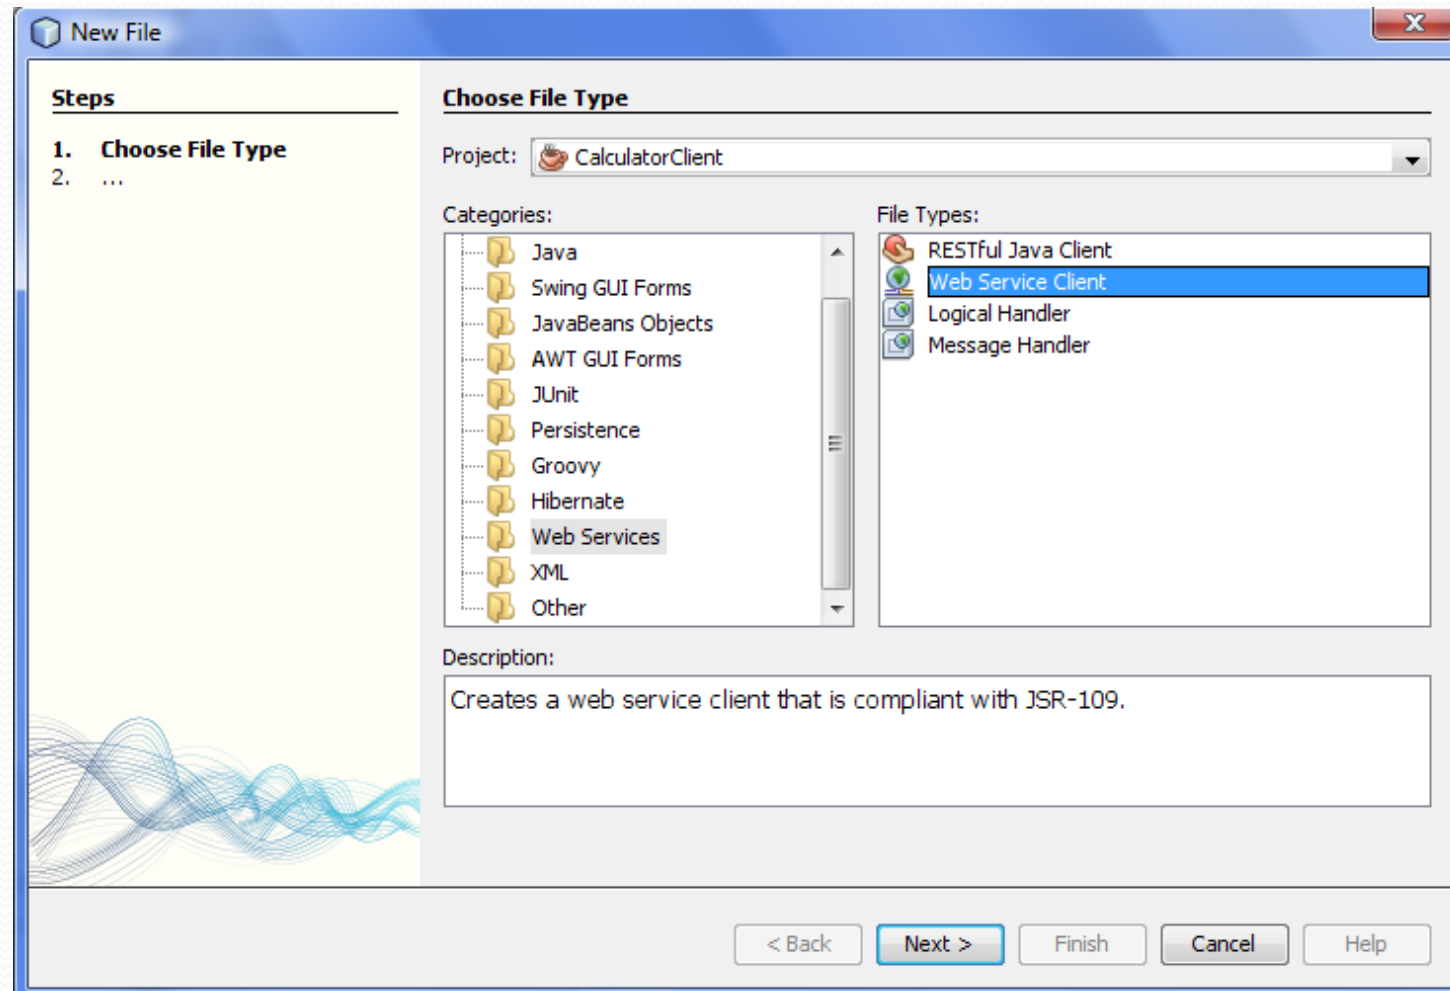 New File
Steps
1. Choose File Type
2. ...
Choose File Type
Project: CalculatorClient
Categories:
Java
Swing GUI Forms
JavaBeans Objects
AWT GUI Forms
JUnit
Persistence
Groovy
Hibernate
Web Services
XML
Other
File Types:
RESTful Java Client
Web Service Client
Logical Handler
Message Handler
Description:
Creates a web service client that is compliant with JSR-109.
< Back Next > Finish Cancel Help